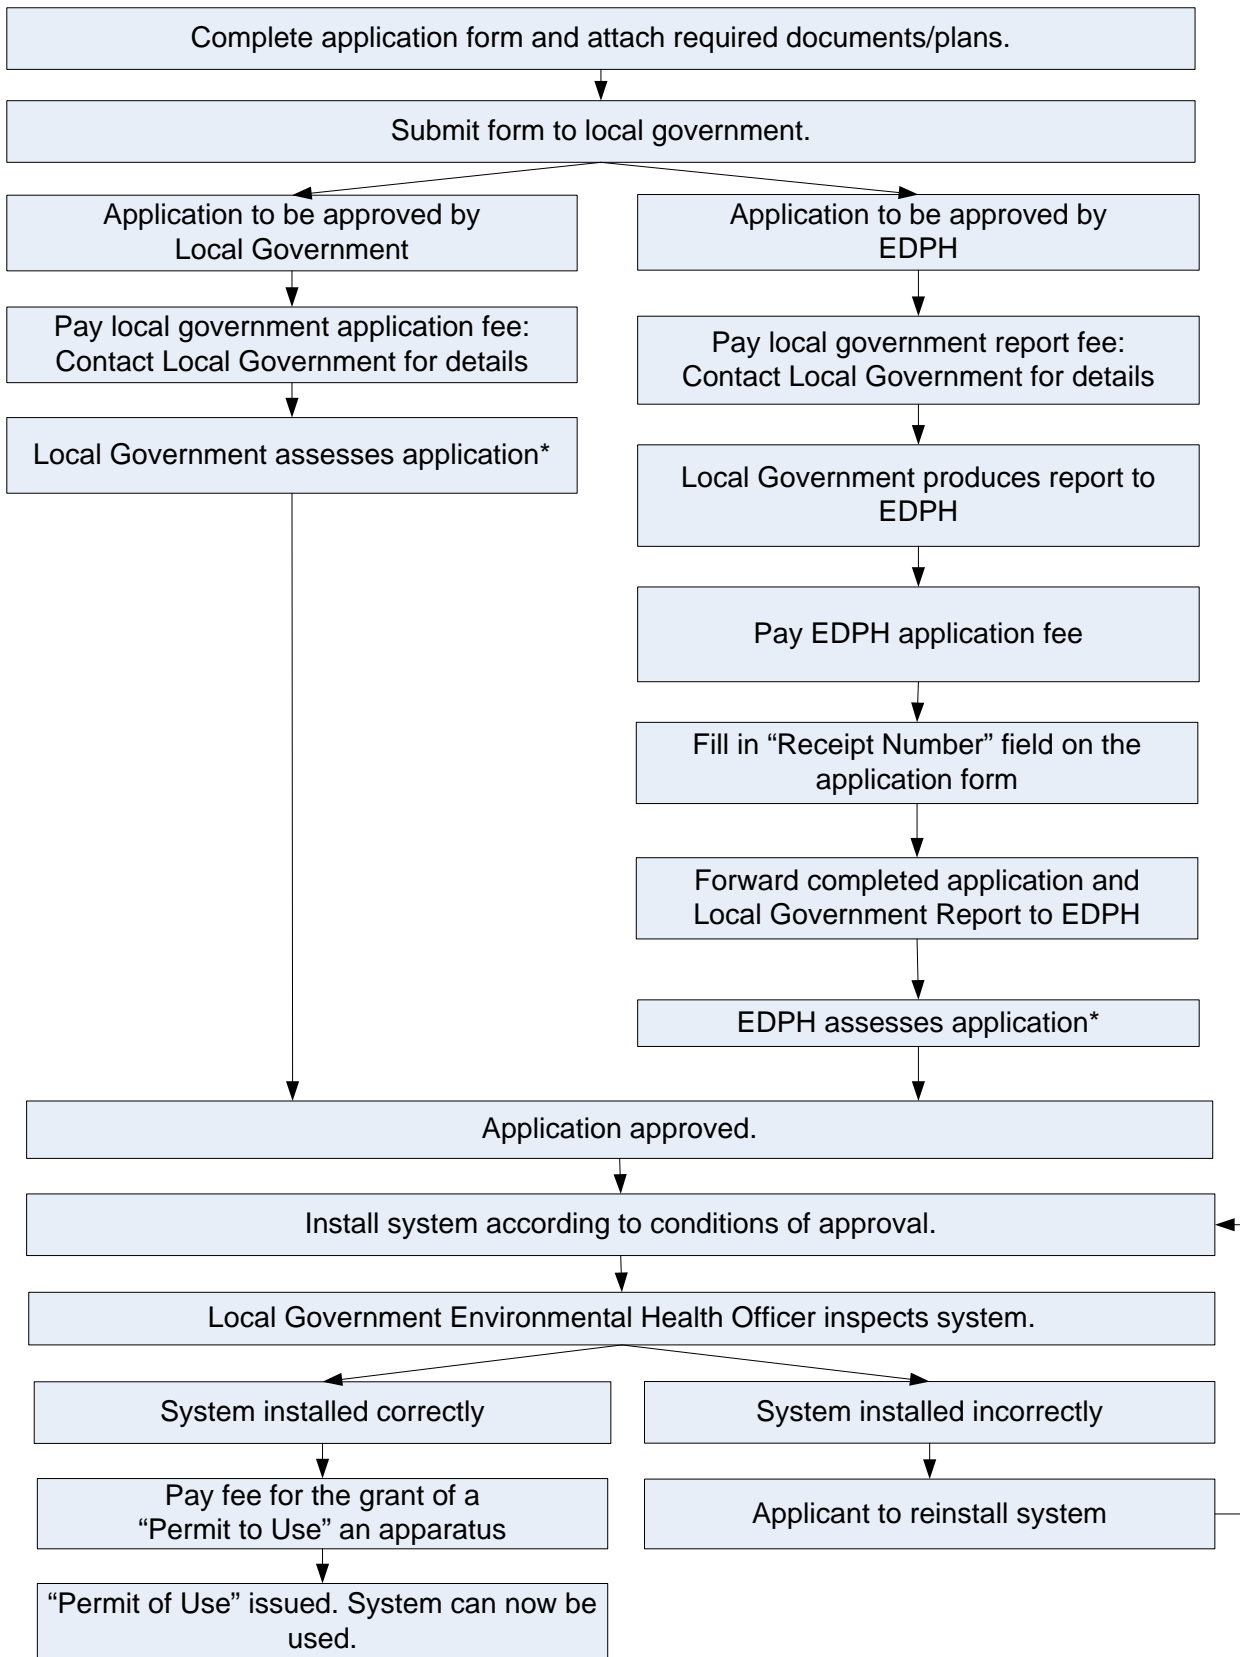 Complete application form and attach required documents/plans.
Submit form to local government.
Application to be approved by
Local Government
Pay local government application fee:
Contact Local Government for details
Local Government assesses application*
Application to be approved by
EDPH
Pay local government report fee:
Contact Local Government for details
Local Government produces report to
EDPH
Pay EDPH application fee
Fill in “Receipt Number” field on the
application form
Forward completed application and
Local Government Report to EDPH
EDPH assesses application*
Application approved.
Install system according to conditions of approval.
Local Government Environmental Health Officer inspects system.
System installed correctly
Pay fee for the grant of a
“Permit to Use” an apparatus
“Permit of Use” issued. System can now be
used.
System installed incorrectly
Applicant to reinstall system